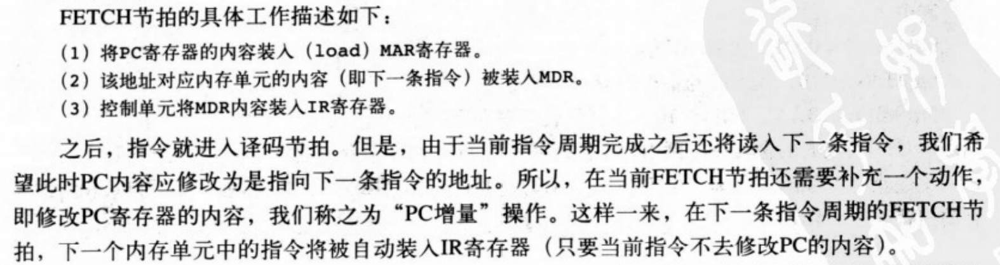 FETCH节拍的具体工作描述如下：
（1）将PC寄存器的内容装入（load）MAR寄存器。
（2）该地址对应内存单元的内容（即下一条指令）被装入MDR。
（3）控制单元将MDR内容装入IR寄存器。
之后，指令就进入译码节拍。但是，由于当前指令周期完成之后还将读入下一条指令，我们希
望此时PC内容应修改为是指向下一条指令的地址。所以，在当前FETCH节拍还需要补充一个动作，
即修改PC寄存器的内容，我们称之为“PC增量”操作。这样一来，在下一条指令周期的FETCH节
拍，下一个内存单元中的指令将被自动装入IR寄存器（只要当前指令不去修改PC的内容）。